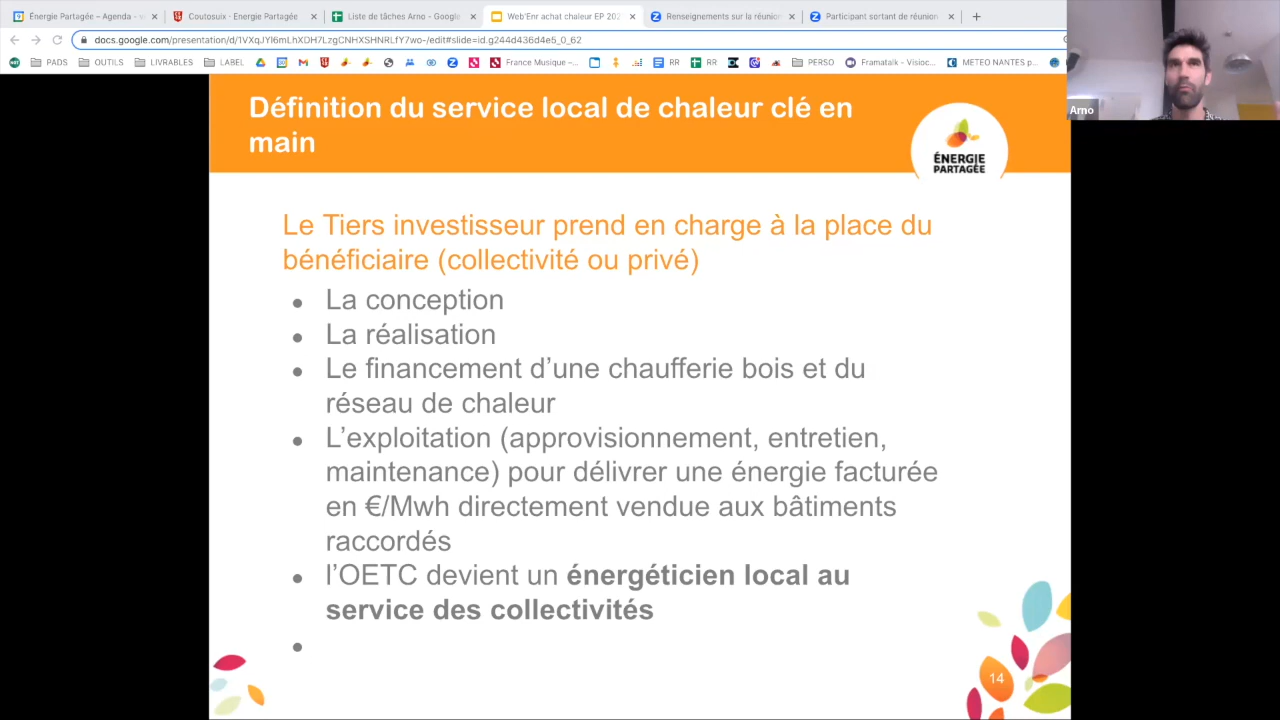 Énergie Partagée – Agenda -
Coutosuix - Energie Partagée
Liste de tâches Arno - Google
Web'Enr achat chaleur EP 202
Renseignements sur la réunion
Participant sortant de réunion
docs.google.com/presentation/d/1VXqJYl6mLhXDH7LzgCNHXSHNRLfY7wo-/edit#slide=id.g244d436d4e5_0_62
PADS
OUTILS
LIVRABLES
LABEL
France Musique –...
RR
RR
PERSO
Framatalk – Visioc...
METEO NANTES p...
Arno
Définition du service local de chaleur clé en
main
ÉNERGIE
PARTAGÉE
Le Tiers investisseur prend en charge à la place du
bénéficiaire (collectivité ou privé)
● La conception
● La réalisation
● Le financement d’une chaufferie bois et du
réseau de chaleur
● L’exploitation (approvisionnement, entretien,
maintenance) pour délivrer une énergie facturée
en €/Mwh directement vendue aux bâtiments
raccordés
● l’OETC devient un énergéticien local au
service des collectivités
●
14